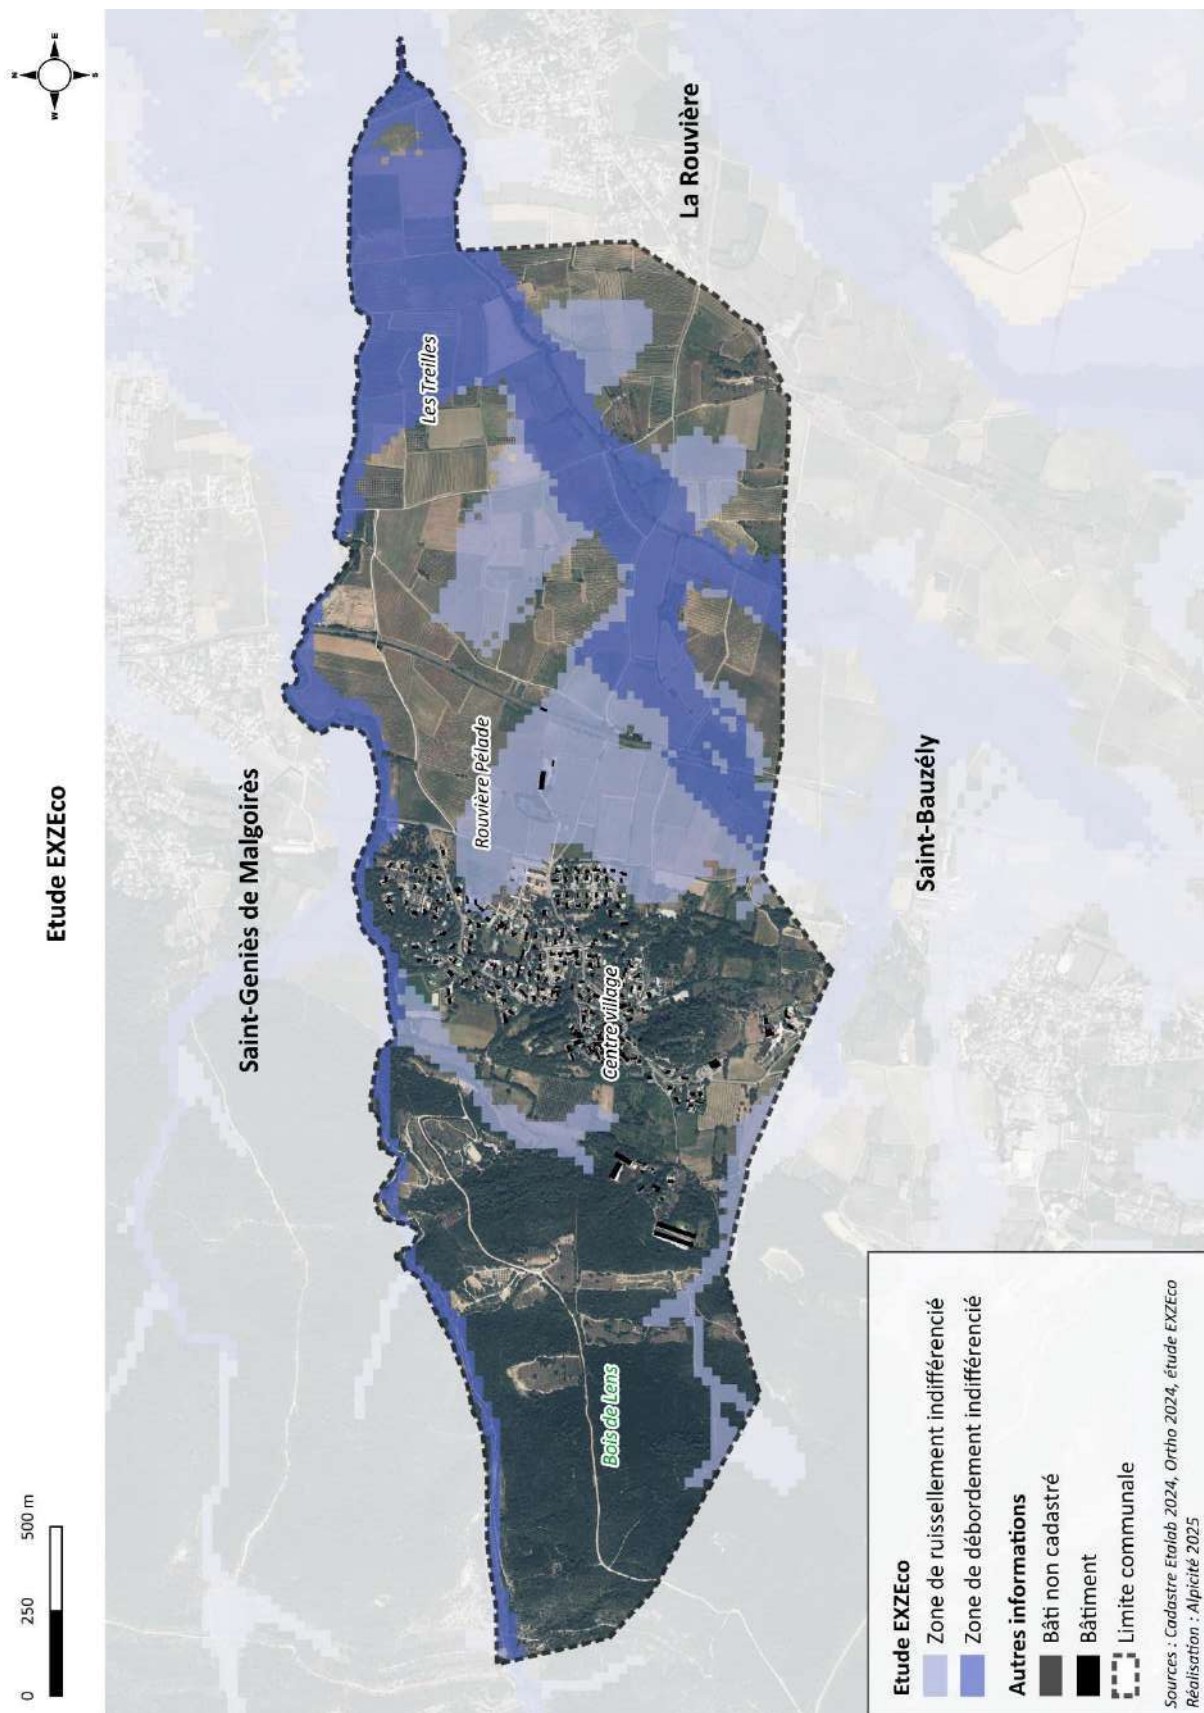 Etude EXZEco
N
W
E
S
0 250 500 m
Saint-Geniès de Malgoirès
Les Treilles
Rouvière Pélade
La Rouvière
Centre village
Bois de Lens
Saint-Bauzély
Etude EXZEco
Zone de ruissellement indifférencié
Zone de débordement indifférencié
Autres informations
Bâti non cadastré
Bâtiment
Limite communale
Sources : Cadastre Etalab 2024, Ortho 2024, étude EXZEco
Réalisation : Alpicité 2025